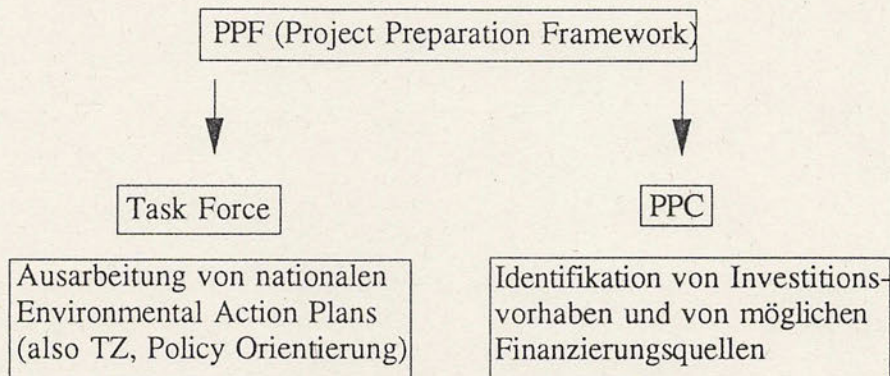 PPF (Project Preparation Framework)
Task Force
PPC
Ausarbeitung von nationalen
Environmental Action Plans
(also TZ, Policy Orientierung)
Identifikation von Investitions-
vorhaben und von möglichen
Finanzierungsquellen